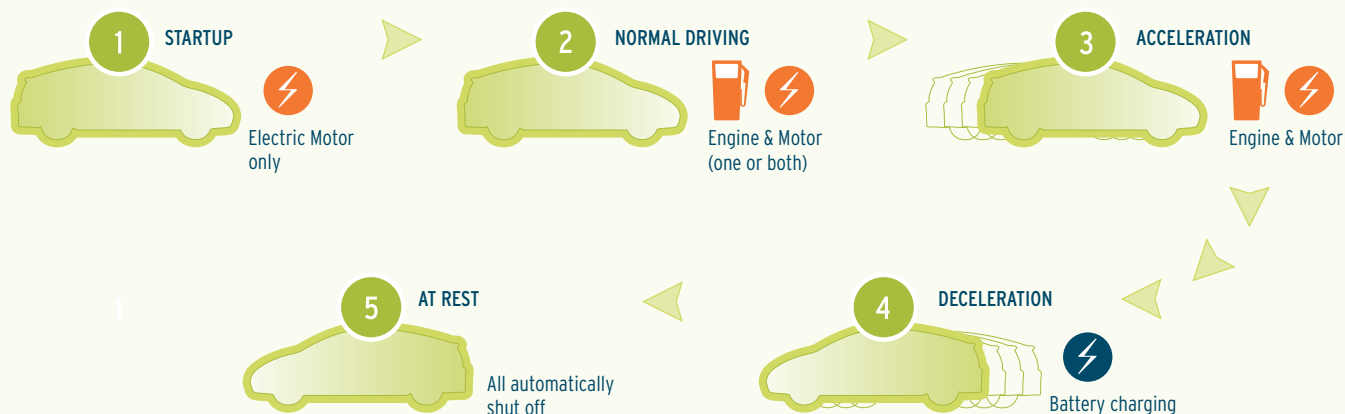 1
STARTUP
Electric Motor
only
2
NORMAL DRIVING
Engine & Motor
(one or both)
3
ACCELERATION
Engine & Motor
4
DECELERATION
Battery charging
5
AT REST
All automatically
shut off
1